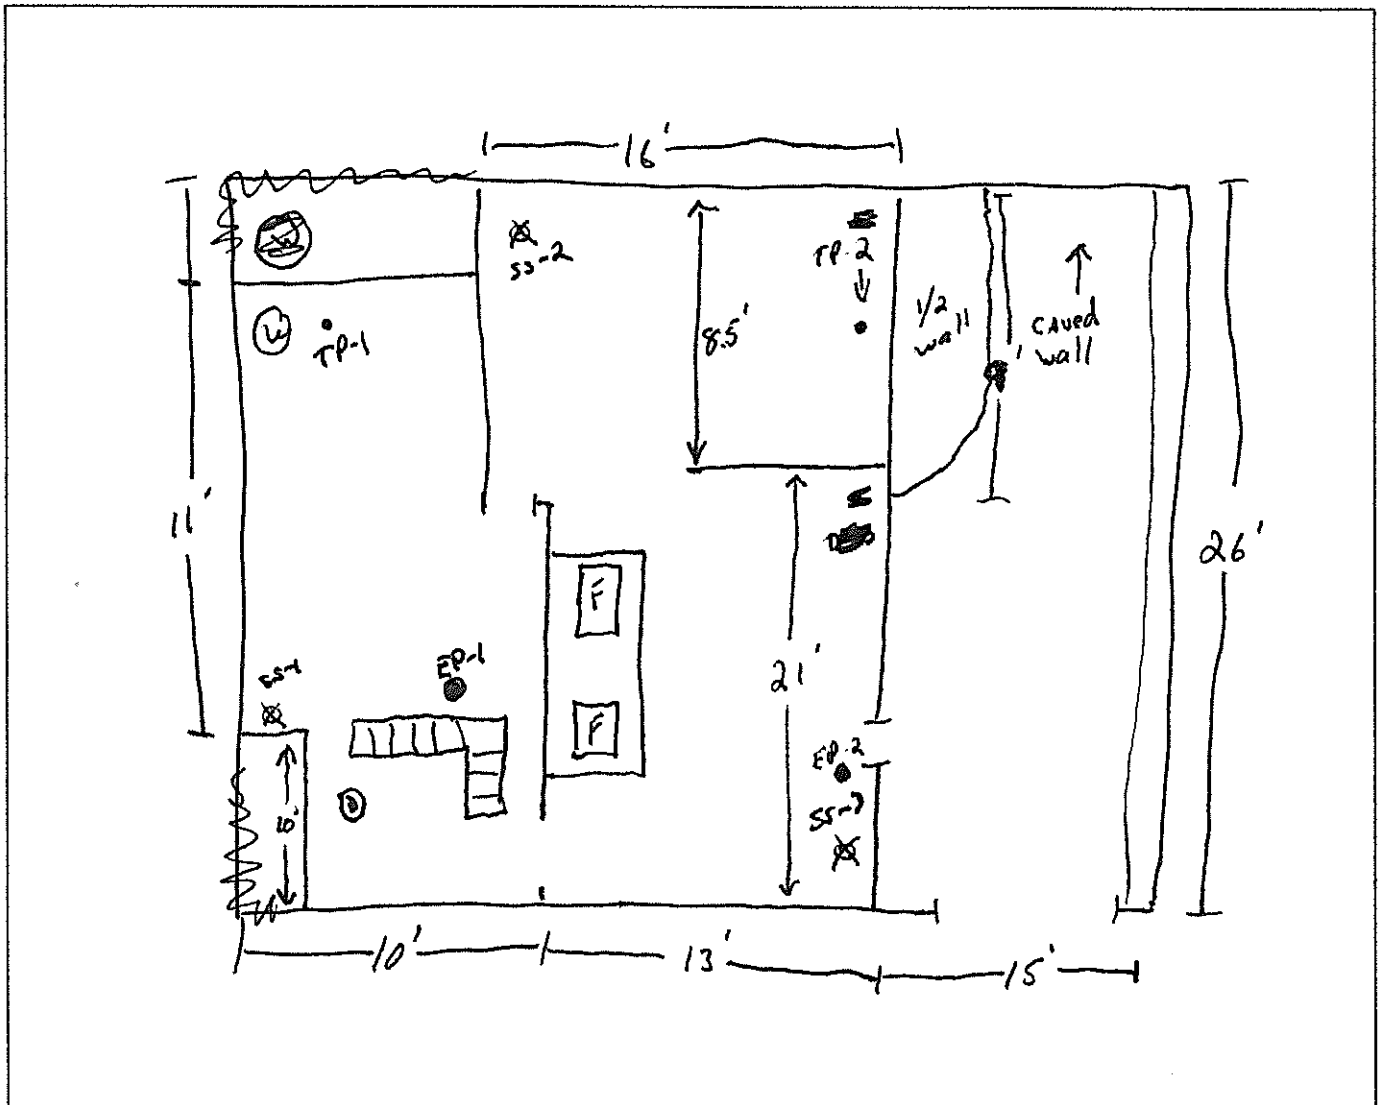 16'
SS-2
TP-2
8.5'
1/2
wall
caved
wall
TP-1
11'
26'
F
EP-1
21'
SS-1
F
EP-2
10'
SS-3
10'
13'
15'